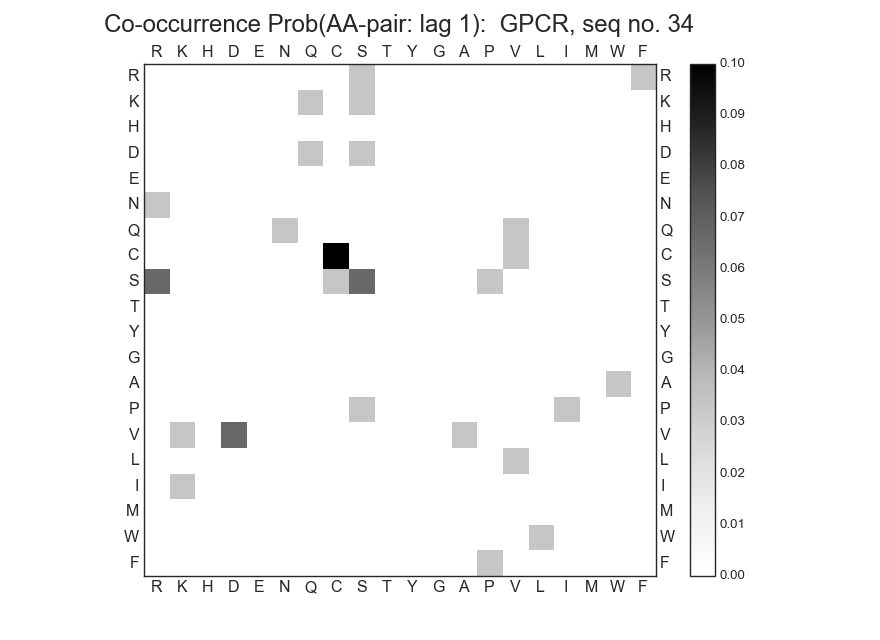 Co-occurrence Prob(AA-pair: lag 1):  GPCR, seq no. 34
R K H D E N Q C S T Y G A P V L I M W F
R R
K K
H H
D D
E E
N N
Q Q
C C
S S
T T
Y Y
G G
A A
P P
V V
L L
I I
M M
W W
F F
R K H D E N Q C S T Y G A P V L I M W F
0.10
0.09
0.08
0.07
0.06
0.05
0.04
0.03
0.02
0.01
0.00